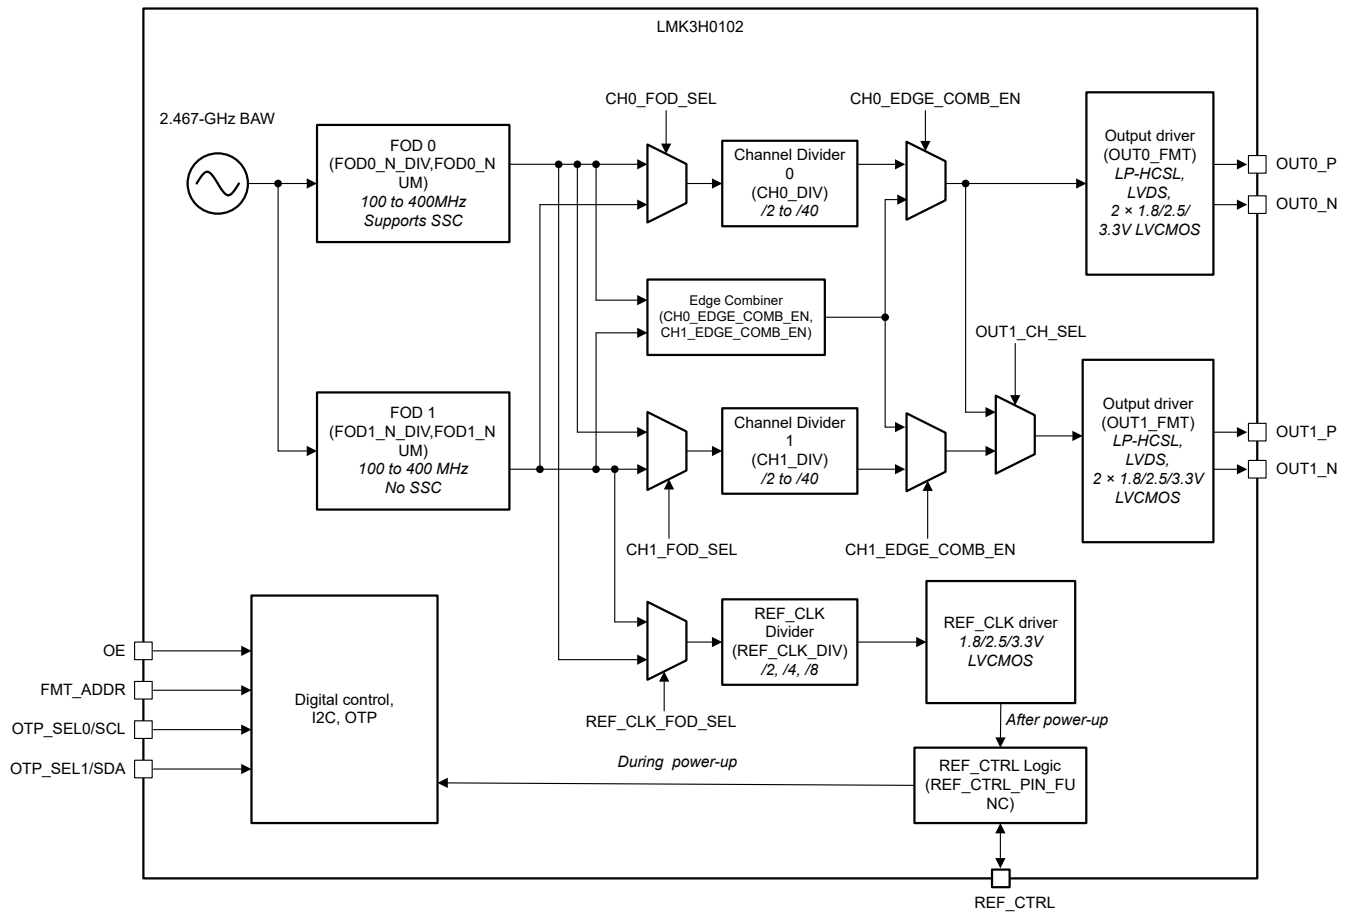 LMK3H0102
2.467-GHz BAW
FOD 0
(FOD0_N_DIV,FOD0_N
UM)
100 to 400MHz
Supports SSC
CH0_FOD_SEL
Channel Divider
0
(CH0_DIV)
/2 to /40
CH0_EDGE_COMB_EN
Output driver
(OUT0_FMT)
LP-HCSL,
LVDS,
2 × 1.8/2.5/
3.3V LVCMOS
OUT0_P
OUT0_N
Edge Combiner
(CH0_EDGE_COMB_EN,
CH1_EDGE_COMB_EN)
OUT1_CH_SEL
FOD 1
(FOD1_N_DIV,FOD1_N
UM)
100 to 400 MHz
No SSC
CH1_FOD_SEL
Channel Divider
1
(CH1_DIV)
/2 to /40
CH1_EDGE_COMB_EN
Output driver
(OUT1_FMT)
LP-HCSL,
LVDS,
2 × 1.8/2.5/3.3V
LVCMOS
OUT1_P
OUT1_N
REF_CLK_FOD_SEL
REF_CLK
Divider
(REF_CLK_DIV)
/2, /4, /8
REF_CLK driver
1.8/2.5/3.3V
LVCMOS
OE
FMT_ADDR
OTP_SEL0/SCL
OTP_SEL1/SDA
Digital control,
I2C, OTP
After power-up
During power-up
REF_CTRL Logic
(REF_CTRL_PIN_FU
NC)
REF_CTRL